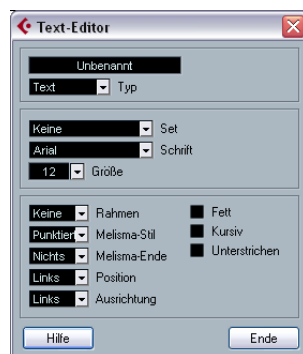 Text-Editor
Unbenannt
Text Typ
Keine Set
Arial Schrift
12 Größe
Keine Rahmen Fett
Punktiert Melisma-Stil Kursiv
Nichts Melisma-Ende Unterstrichen
Links Position
Links Ausrichtung
Hilfe Ende